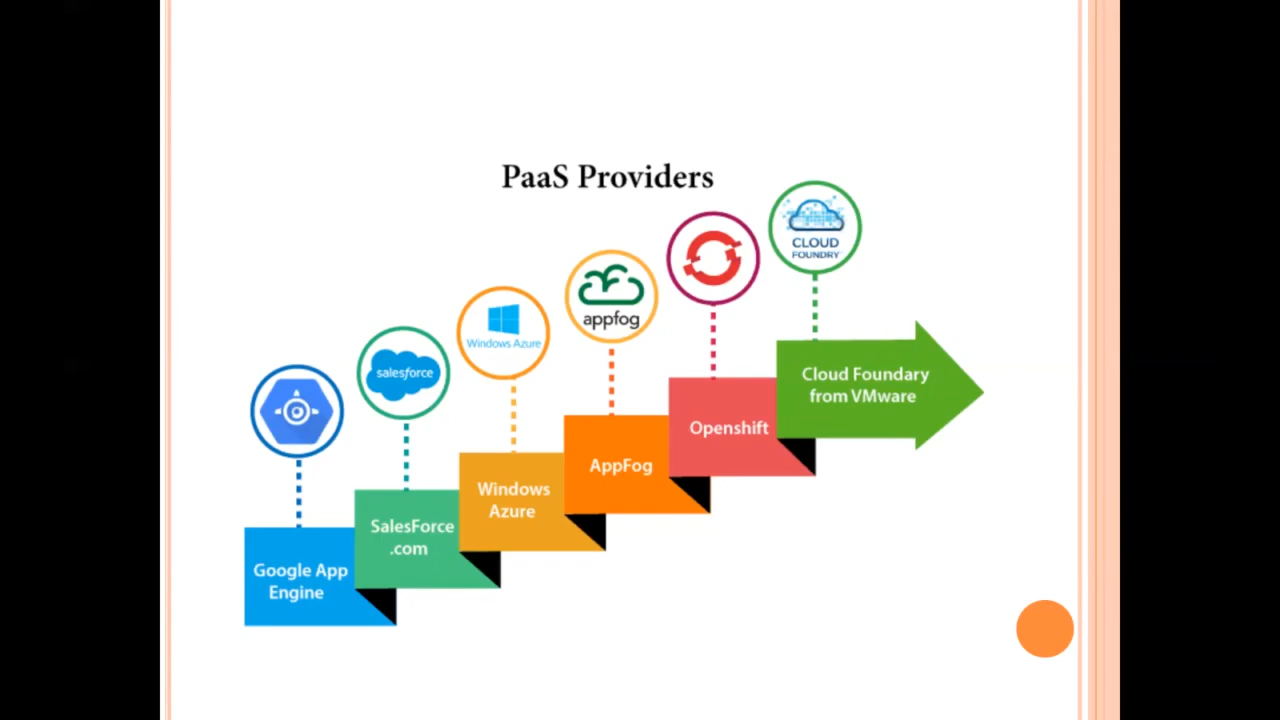 PaaS Providers
CLOUD
FOUNDRY
appfog
Windows Azure
salesforce
Cloud Foundary
from VMware
Openshift
AppFog
Windows
Azure
SalesForce
.com
Google App
Engine